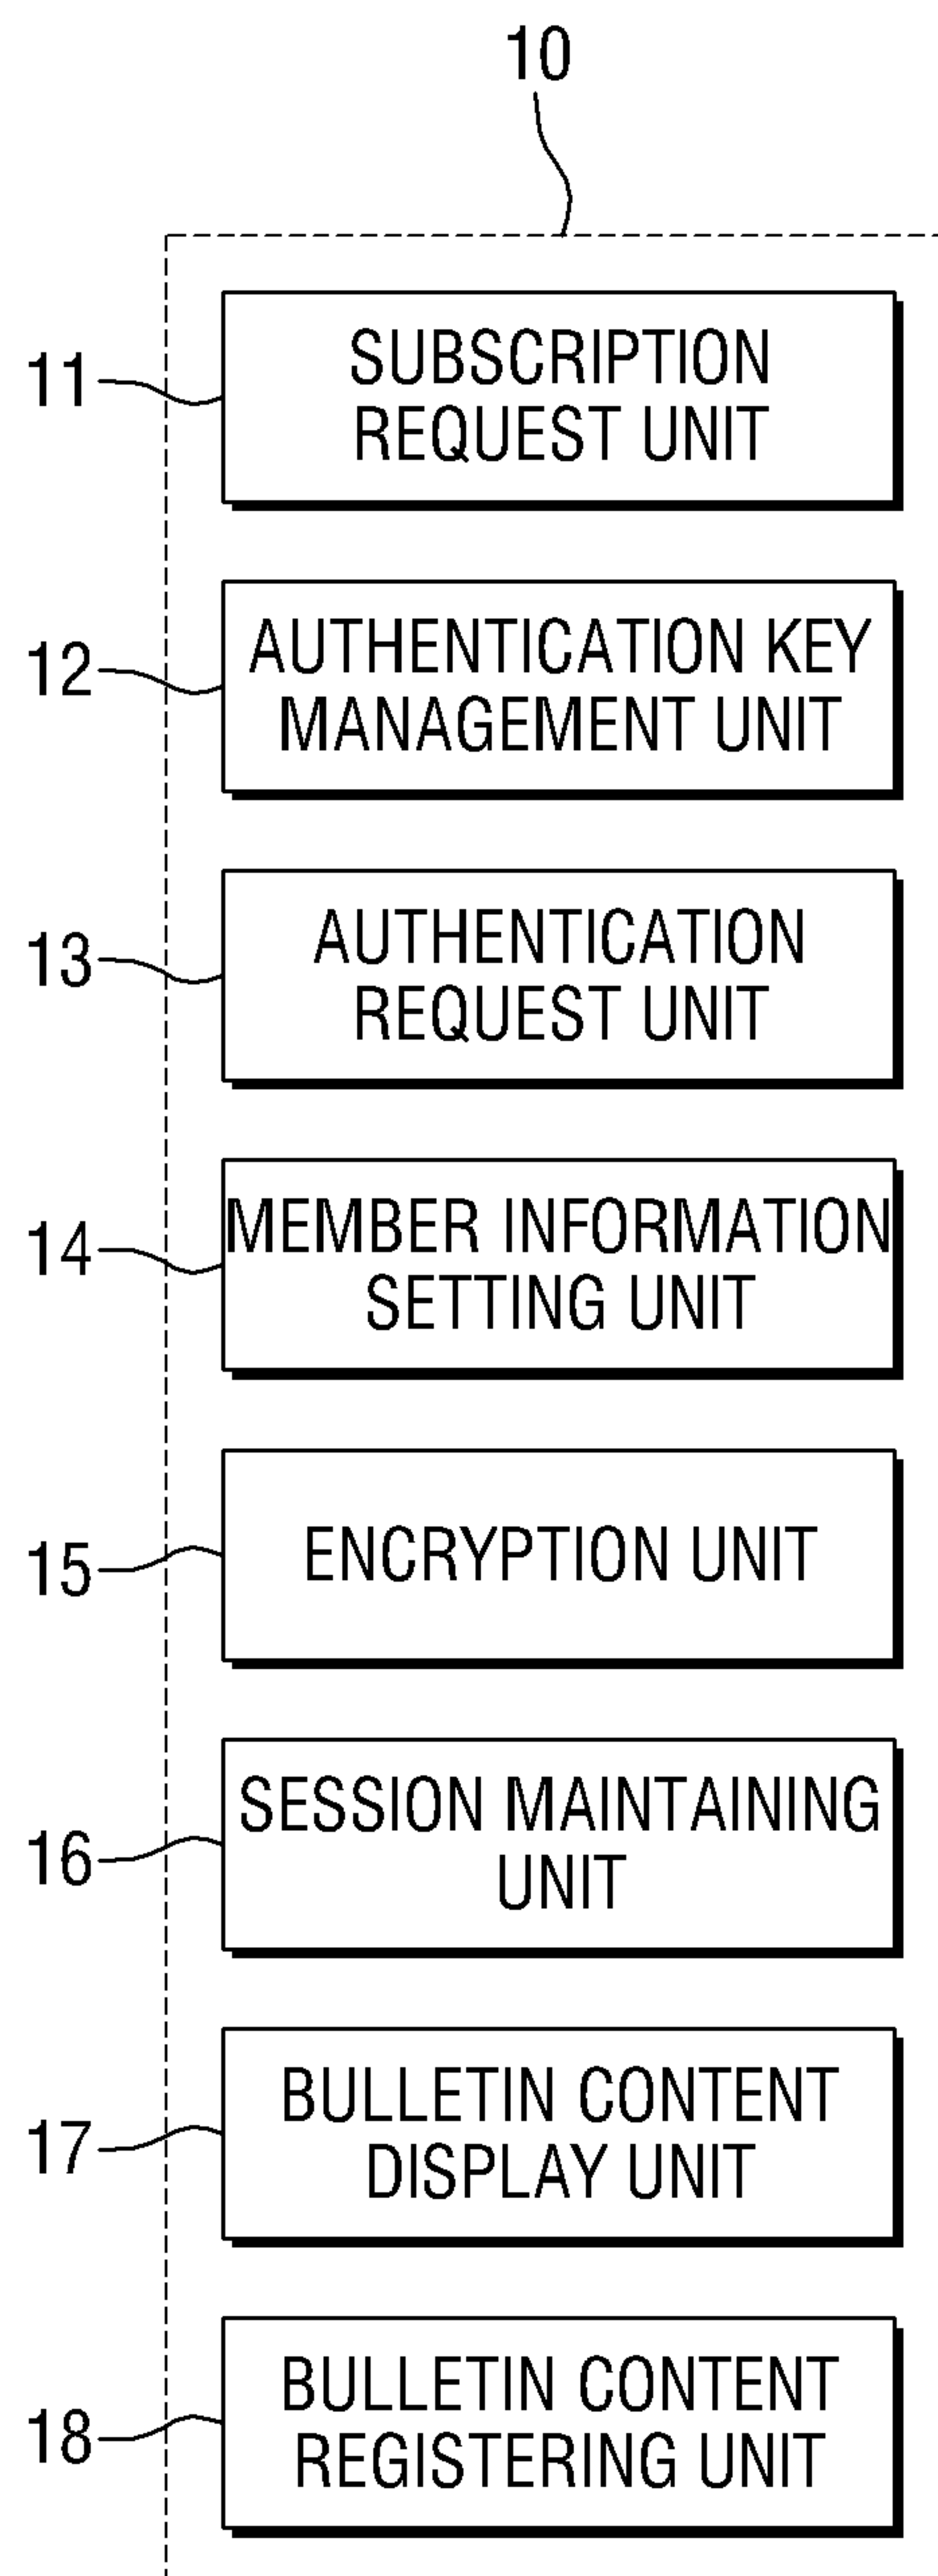 10
11
SUBSCRIPTION
REQUEST UNIT
12
AUTHENTICATION KEY
MANAGEMENT UNIT
13
AUTHENTICATION
REQUEST UNIT
14
MEMBER INFORMATION
SETTING UNIT
15
ENCRYPTION UNIT
16
SESSION MAINTAINING
UNIT
17
BULLETIN CONTENT
DISPLAY UNIT
18
BULLETIN CONTENT
REGISTERING UNIT